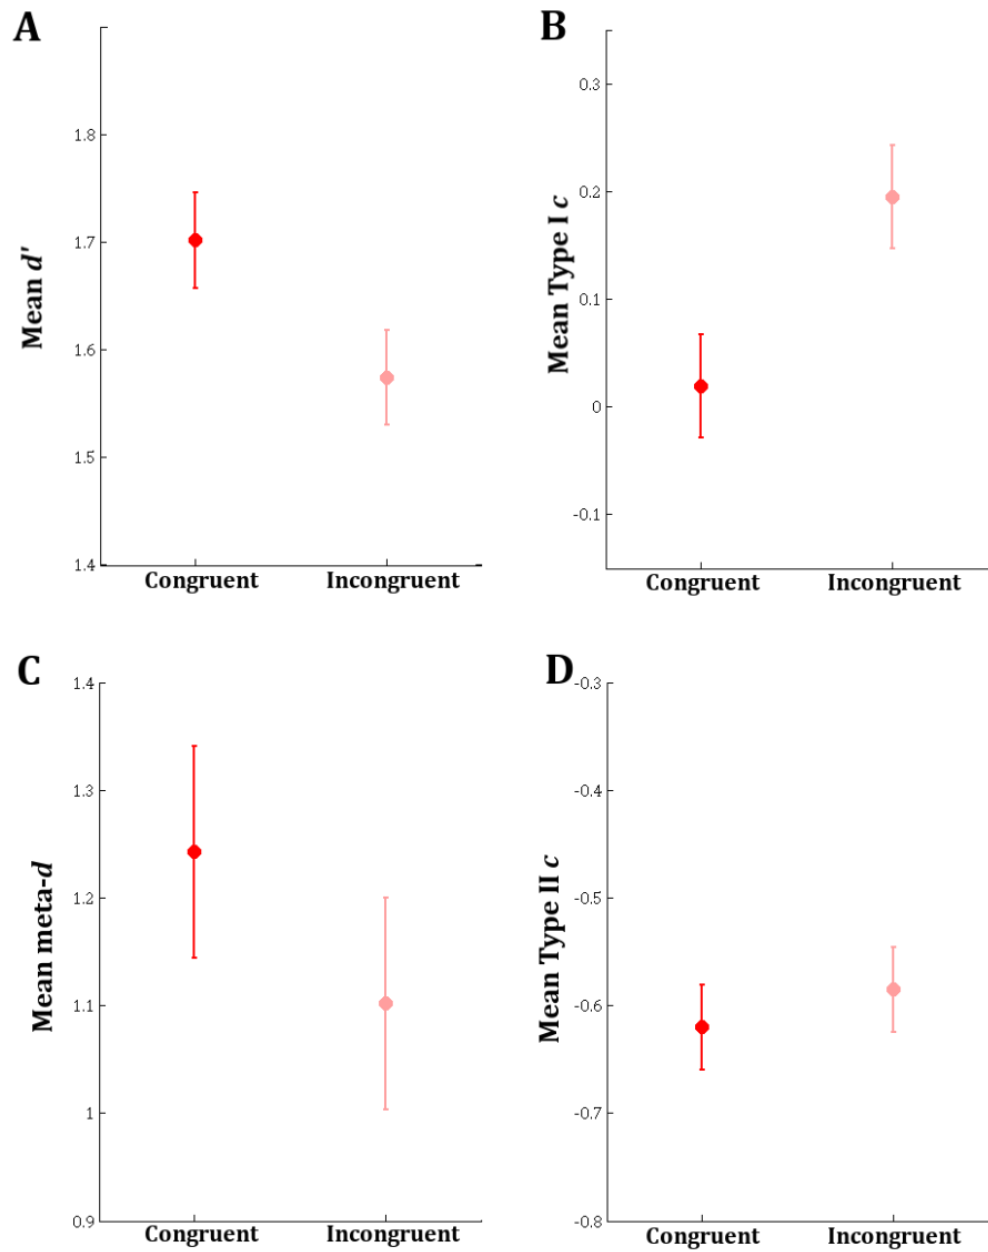 A
Mean d'
1.8
1.7
1.6
1.5
1.4
Congruent Incongruent
B
Mean Type I c
0.3
0.2
0.1
0
-0.1
Congruent Incongruent
C
Mean meta-d
1.4
1.3
1.2
1.1
1
0.9
Congruent Incongruent
D
Mean Type II c
-0.3
-0.4
-0.5
-0.6
-0.7
-0.8
Congruent Incongruent